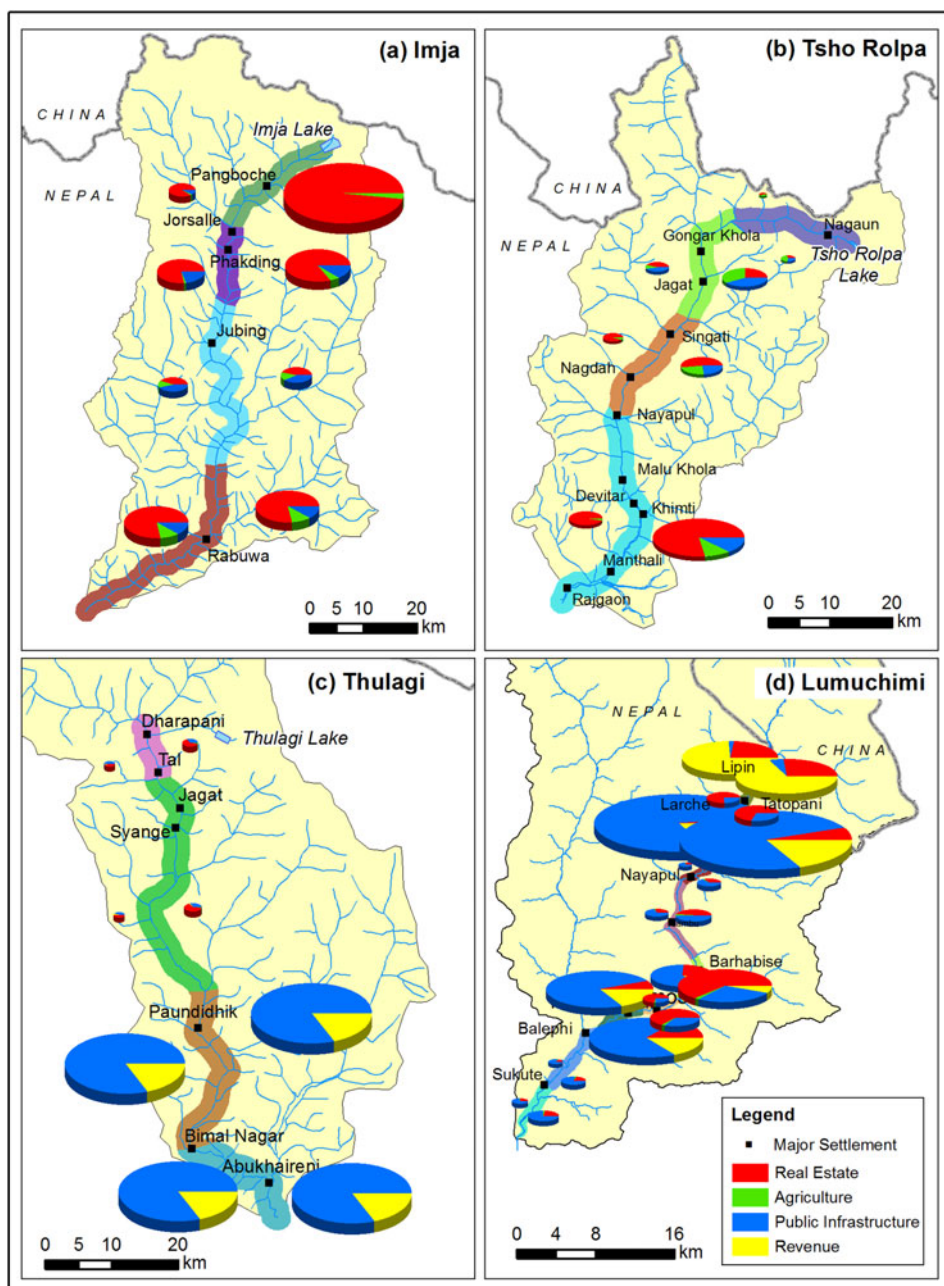 (a) Imja
CHINA
Imja Lake
NEPAL
Pangboche
Jorsalle
Phakding
Jubing
Rabuwa
0 10 20
km
(b) Tsho Rolpa
CHINA
NEPAL
Nagaun
Gongar Khola
Tsho Rolpa
Lake
Jagat
Singati
Nagdah
Nayapul
Malu Khola
Devitar
Khimti
Manthali
Rajgaon
0 5 10 20
km
(c) Thulagi
Dharapani
Thulagi Lake
Tal
Jagat
Syange
Paundidhik
Bimal Nagar
Abukhaireni
0 5 10 20
km
(d) Lumuchimi
NEPAL
CHINA
Lipin
Larche
Tatopani
Nayapul
Barhabise
Balephi
Sukute
Legend
Major Settlement
Real Estate
Agriculture
Public Infrastructure
Revenue
0 4 8 16
km